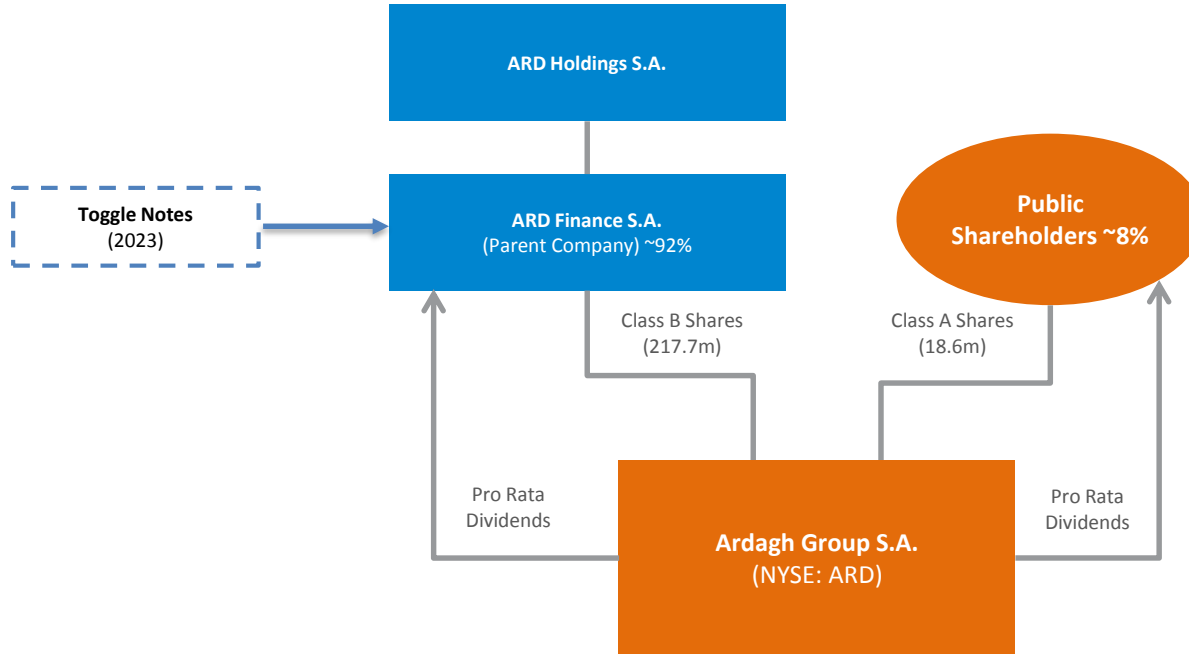 ARD Holdings S.A.
Toggle Notes
(2023)
ARD Finance S.A.
(Parent Company) ~92%
Public
Shareholders ~8%
Class B Shares
(217.7m)
Class A Shares
(18.6m)
Pro Rata
Dividends
Ardagh Group S.A.
(NYSE: ARD)
Pro Rata
Dividends